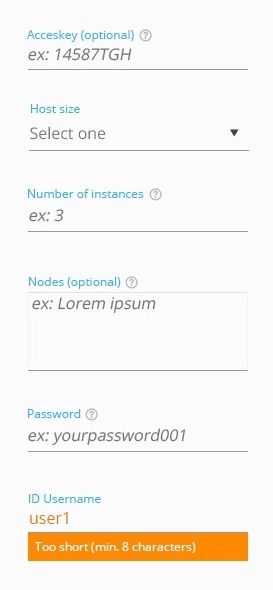 Acceskey (optional) ?
ex: 14587TGH
Host size
Select one
Number of instances ?
ex: 3
Nodes (optional) ?
ex: Lorem ipsum
Password ?
ex: yourpassword001
ID Username
user1
Too short (min. 8 characters)